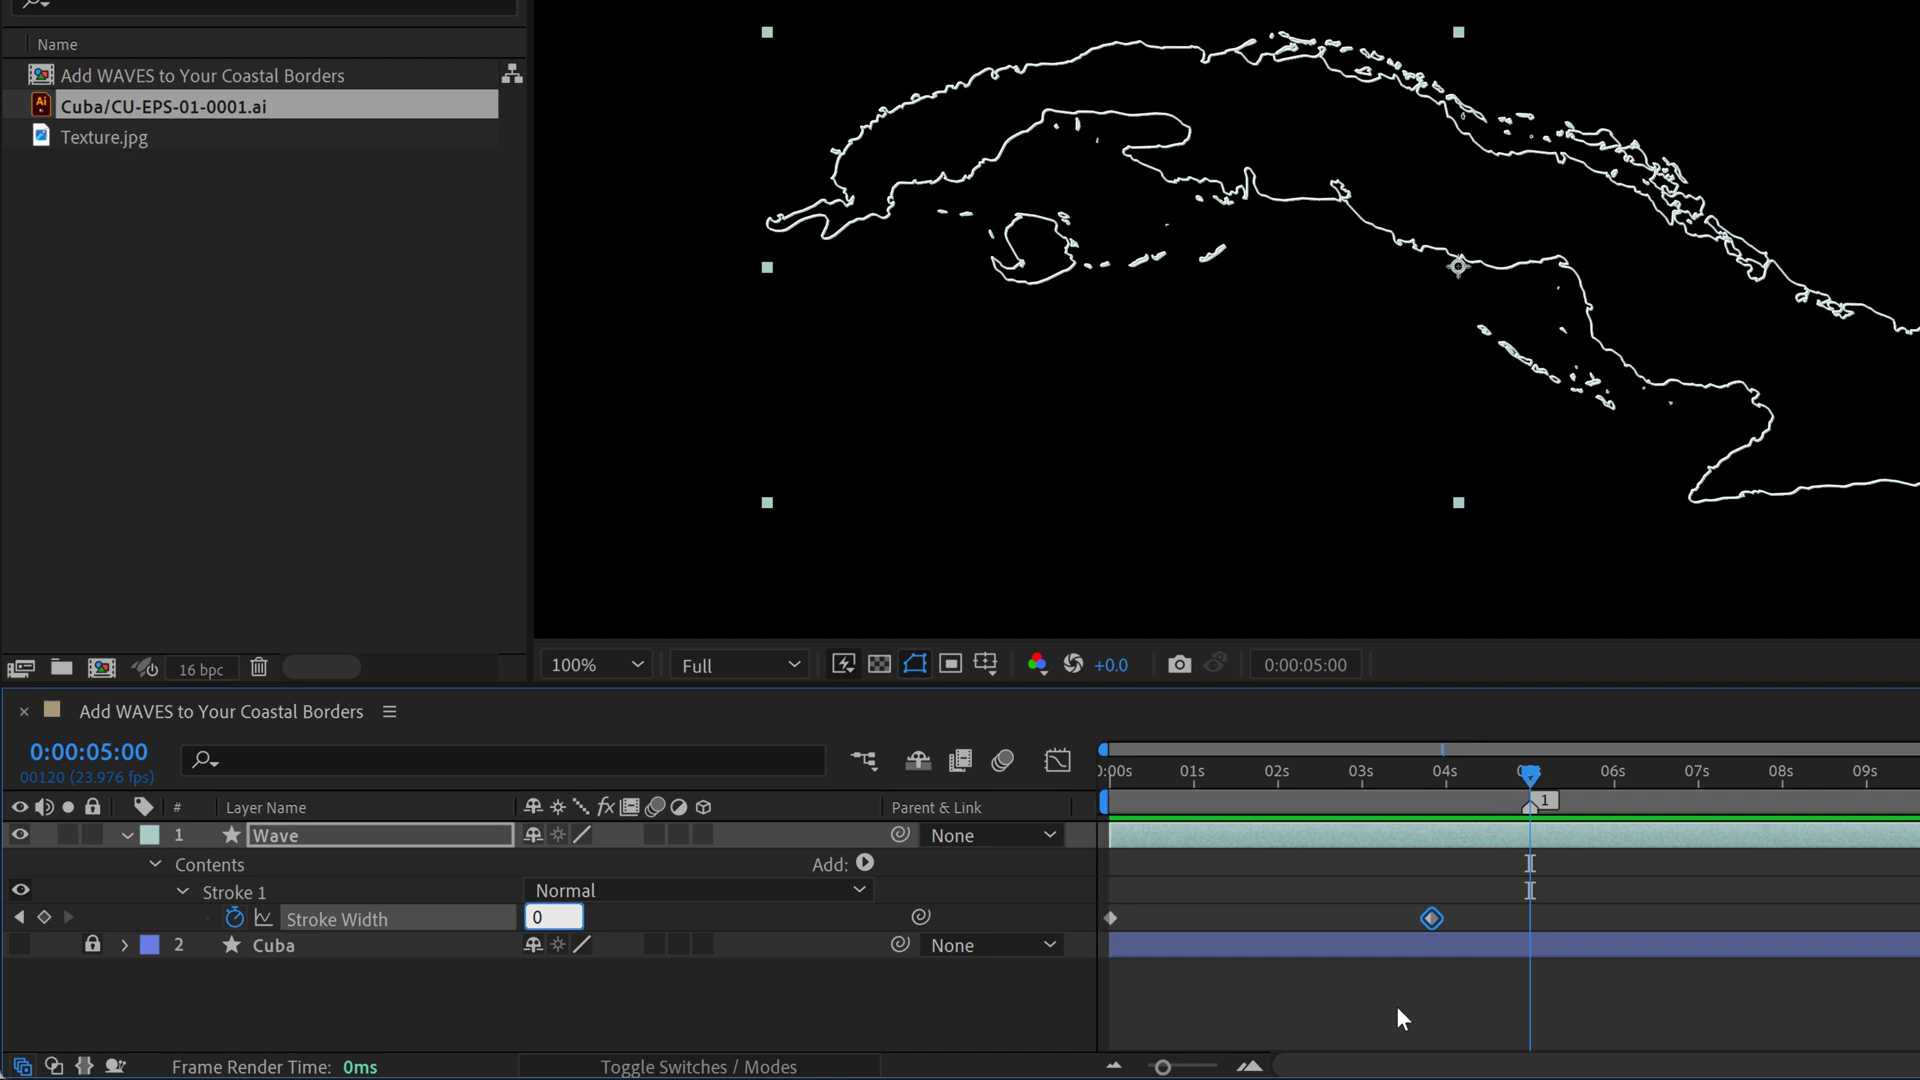 Name
Add WAVES to Your Coastal Borders
Ai Cuba/CU-EPS-01-0001.ai
Texture.jpg
16 bpc
100% Full +0.0 0:00:05:00
Add WAVES to Your Coastal Borders
0:00:05:00
00120 (23.976 fps)
:00s 01s 02s 03s 04s 06s 07s 08s 09s
# Layer Name fx Parent & Link
1
1 Wave None
Contents Add:
Stroke 1 Normal
Stroke Width 0
2 Cuba None
Frame Render Time: 0ms Toggle Switches / Modes